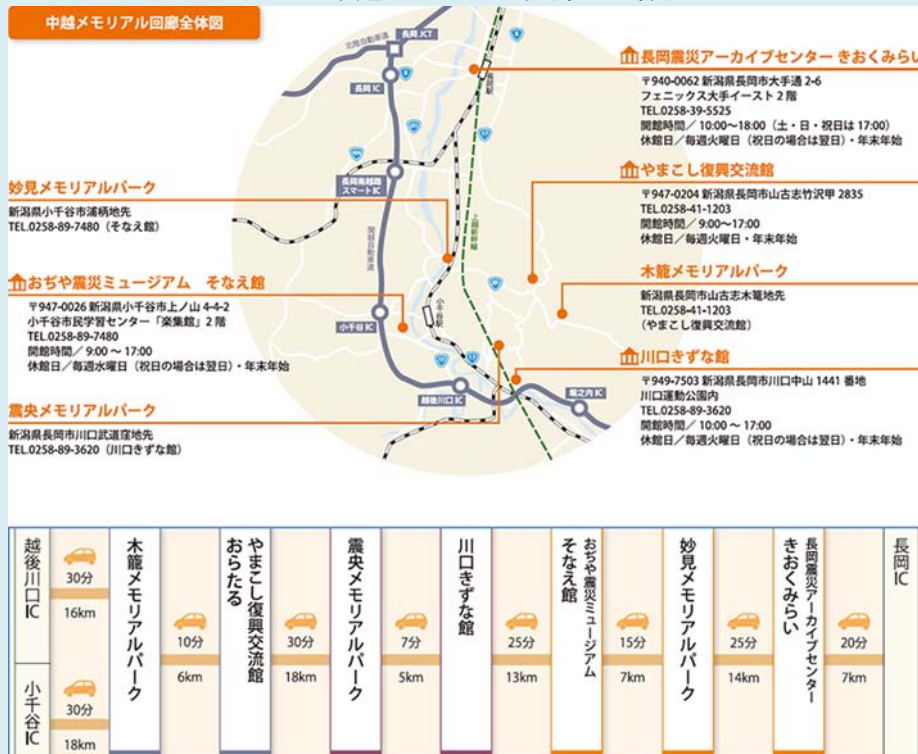 中越メモリアル回廊全体図
北陸自動車道
長岡JCT
長岡IC
長岡駅
長岡南越路
スマートIC
関越自動車道
上越新幹線
小千谷駅
小千谷IC
越後川口IC
堀之内IC
長岡震災アーカイブセンター きおくみらい
〒940-0062 新潟県長岡市大手通 2-6
フェニックス大手イースト2階
TEL.0258-39-5525
開館時間／10:00～18:00（土・日・祝日は17:00）
休館日／毎週火曜日（祝日の場合は翌日）・年末年始
やまこし復興交流館
〒947-0204 新潟県長岡市山古志竹沢甲 2835
TEL.0258-41-1203
開館時間／9:00～17:00
休館日／毎週火曜日・年末年始
木籠メモリアルパーク
新潟県長岡市山古志木篭地先
TEL.0258-41-1203
(やまこし復興交流館)
川口きずな館
〒949-7503 新潟県長岡市川口中山 1441 番地
川口運動公園内
TEL.0258-89-3620
開館時間／10:00 ～ 17:00
休館日／毎週火曜日（祝日の場合は翌日）・年末年始
妙見メモリアルパーク
新潟県小千谷市浦柄地先
TEL.0258-89-7480（そなえ館）
おぢや震災ミュージアム そなえ館
〒947-0026 新潟県小千谷市上ノ山 4-4-2
小千谷市民学習センター「楽集館」2 階
TEL.0258-89-7480
開館時間／9:00 ～ 17:00
休館日／毎週水曜日（祝日の場合は翌日）・年末年始
震央メモリアルパーク
新潟県長岡市川口武道窪地先
TEL.0258-89-3620（川口きずな館）
越後川口IC
30分
16km
小千谷IC
30分
18km
木籠メモリアルパーク
10分
6km
やまこし復興交流館
おらたる
30分
18km
震央メモリアルパーク
7分
5km
川口きずな館
25分
13km
おぢや震災ミュージアム
そなえ館
15分
7km
妙見メモリアルパーク
25分
14km
長岡震災アーカイブセンター
きおくみらい
20分
7km
長岡IC